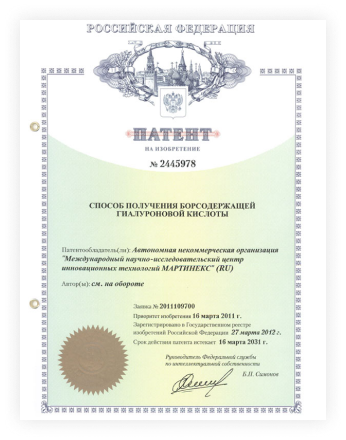 РОССИЙСКАЯ ФЕДЕРАЦИЯ
ПАТЕНТ
НА ИЗОБРЕТЕНИЕ
№ 2445978
СПОСОБ ПОЛУЧЕНИЯ БОРСОДЕРЖАЩЕЙ
ГИАЛУРОНОВОЙ КИСЛОТЫ
Патентообладатель(ли): Автономная некоммерческая организация
"Международный научно-исследовательский центр
инновационных технологий МАРТИНЕКС" (RU)
Автор(ы): см. на обороте
Заявка № 2011109700
Приоритет изобретения 16 марта 2011 г.
Зарегистрировано в Государственном реестре
изобретений Российской Федерации 27 марта 2012 г.
Срок действия патента истекает 16 марта 2031 г.
Руководитель Федеральной службы
по интеллектуальной собственности
Б.П. Симонов